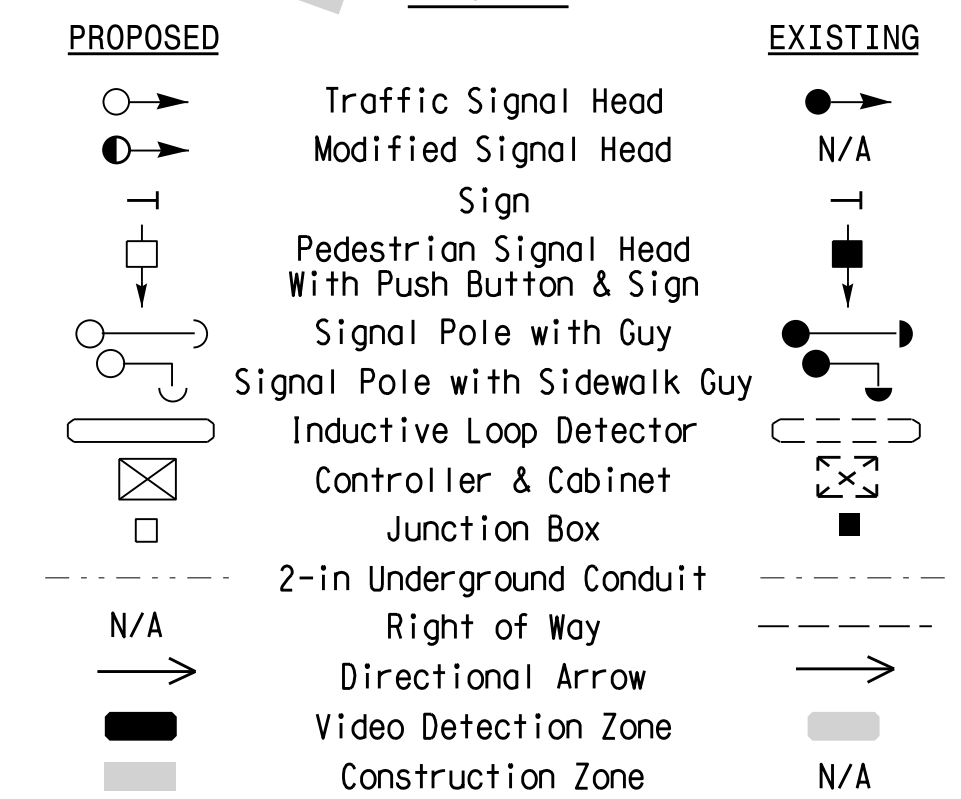 PROPOSED EXISTING
Traffic Signal Head
Modified Signal Head N/A
Sign
Pedestrian Signal Head
With Push Button & Sign
Signal Pole with Guy
Signal Pole with Sidewalk Guy
Inductive Loop Detector
Controller & Cabinet
Junction Box
2-in Underground Conduit
N/A Right of Way
Directional Arrow
Video Detection Zone
Construction Zone N/A